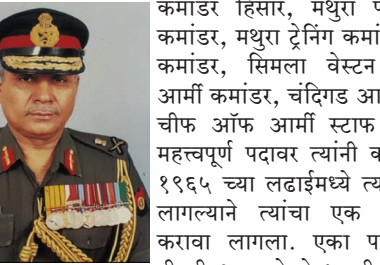 कमांडर हिसार, मथुरा
कमांडर, मथुरा ट्रेनिंग
कमांडर, सिमला वेस्टन
आर्मी कमांडर, चंदिगड
चीफ ऑफ आर्मी स्टाफ
महत्त्वपूर्ण पदावर त्यांनी
१९६५ च्या लढाईमध्ये
लागल्याने त्यांचा एक
करावा लागला. एका